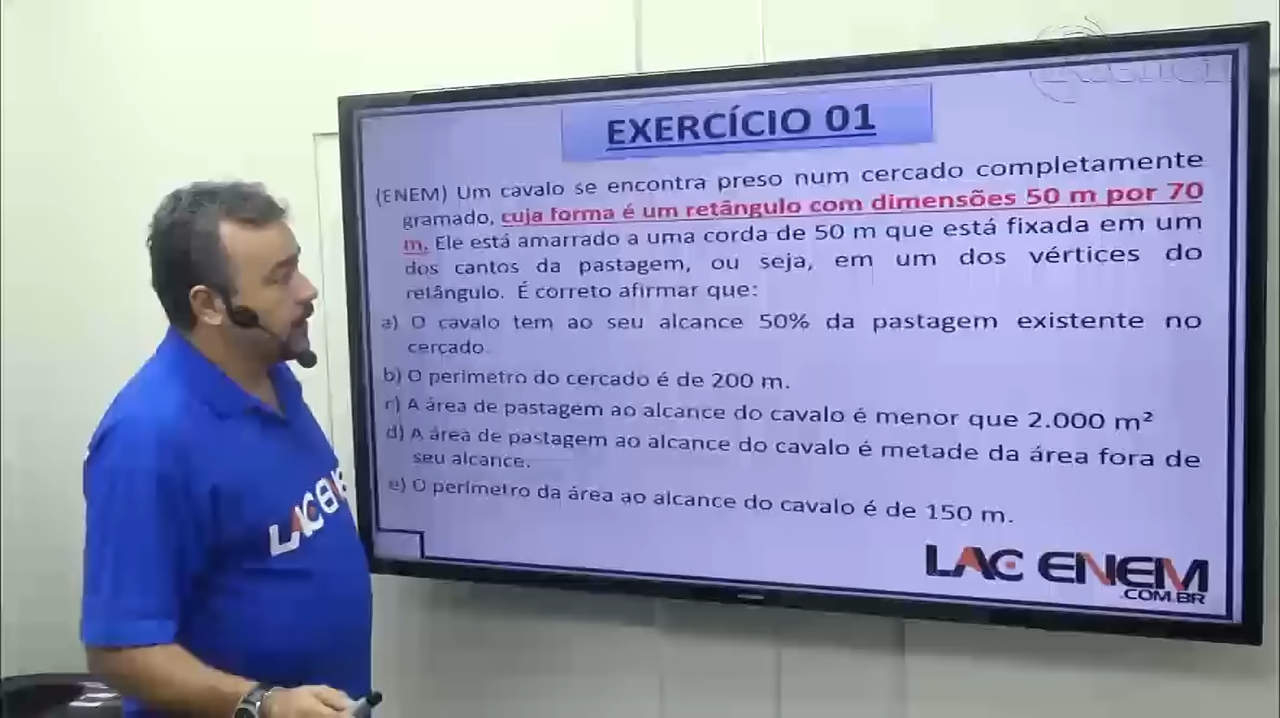 EXERCÍCIO 01
(ENEM) Um cavalo se encontra preso num cercado completamente
gramado, cuja forma é um retângulo com dimensões 50 m por 70
m. Ele está amarrado a uma corda de 50 m que está fixada em um
dos cantos da pastagem, ou seja, em um dos vértices do
retângulo. É correto afirmar que:
a) O cavalo tem ao seu alcance 50% da pastagem existente no
cercado.
b) O perimetro do cercado é de 200 m.
c) A área de pastagem ao alcance do cavalo é menor que 2.000 m²
d) A área de pastagem ao alcance do cavalo é metade da área fora de
seu alcance.
e) O perímetro da área ao alcance do cavalo é de 150 m.
LAC ENEM
.COM.BR
LAC EN